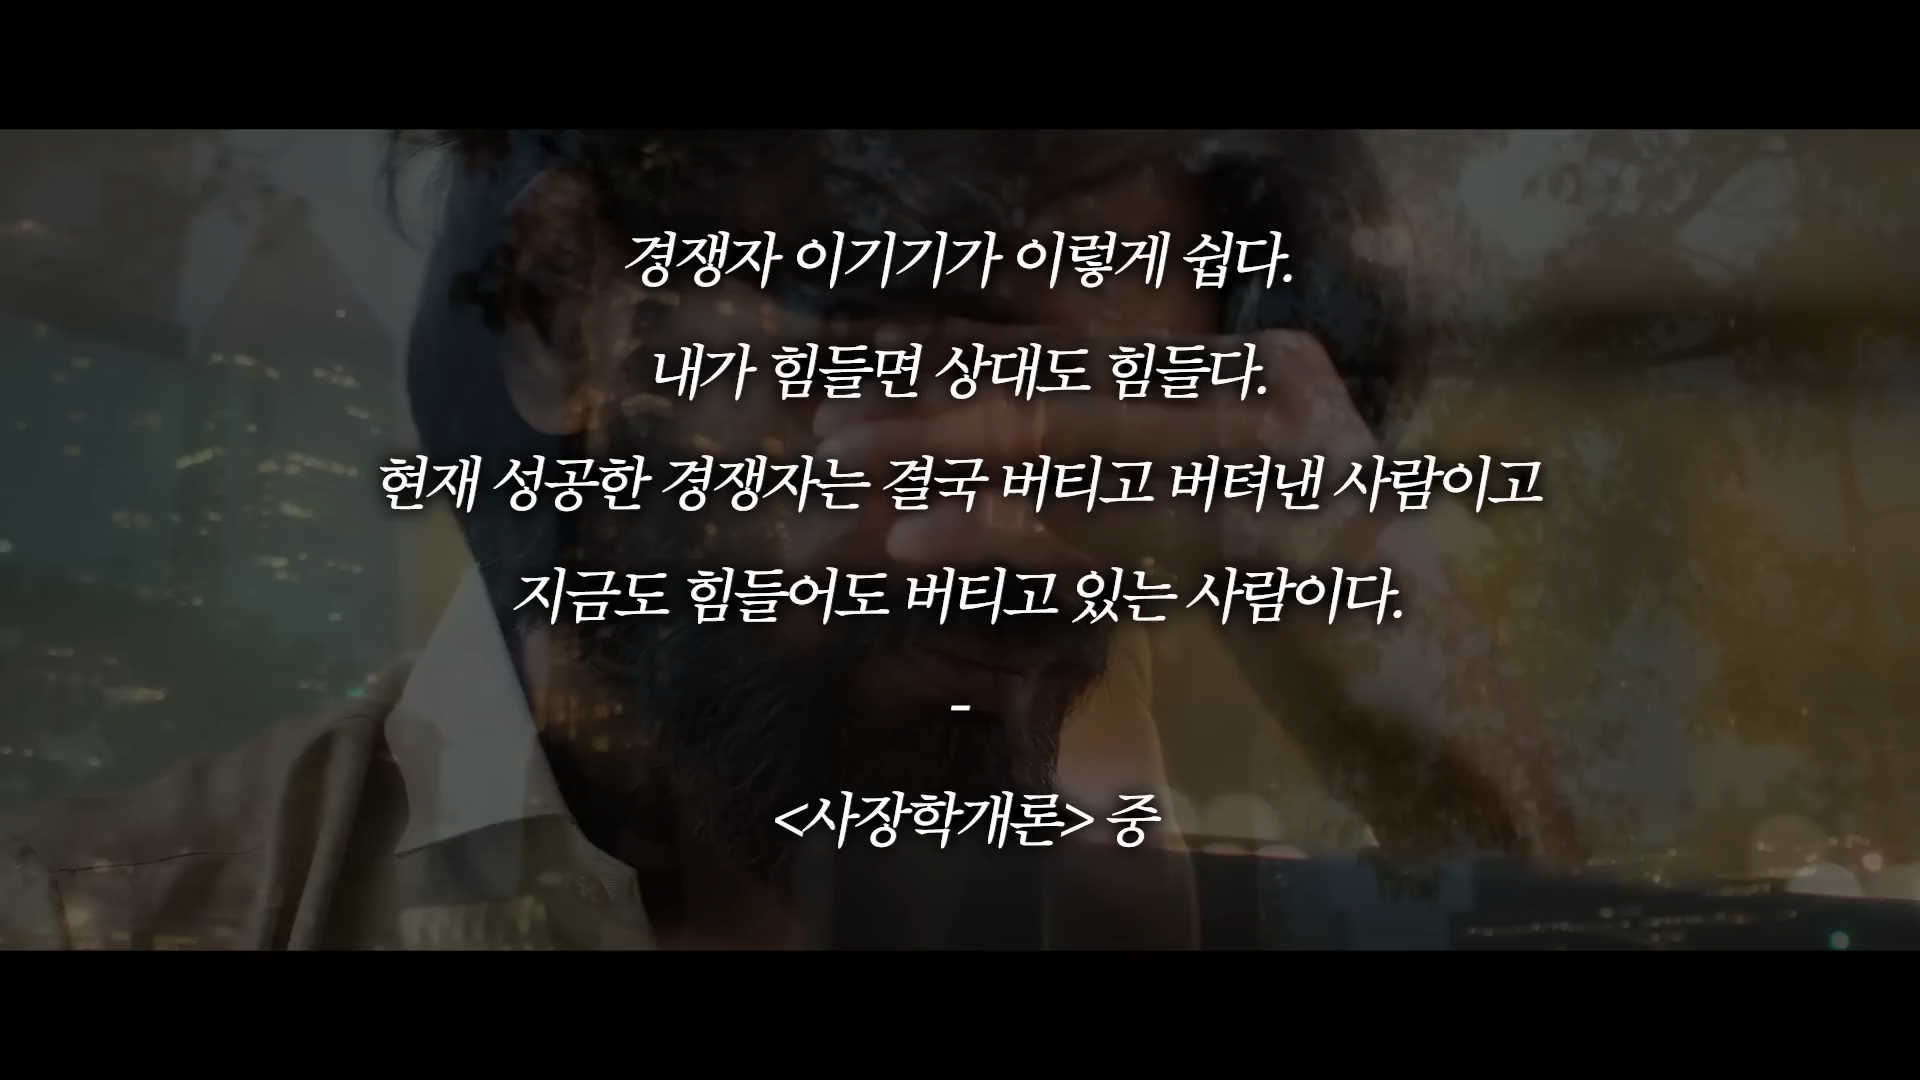 경쟁자 이기기가 이렇게 쉽다.
내가 힘들면 상대도 힘들다.
현재 성공한 경쟁자는 결국 버티고 버텨낸 사람이고
지금도 힘들어도 버티고 있는 사람이다.
-
<사장학개론> 중